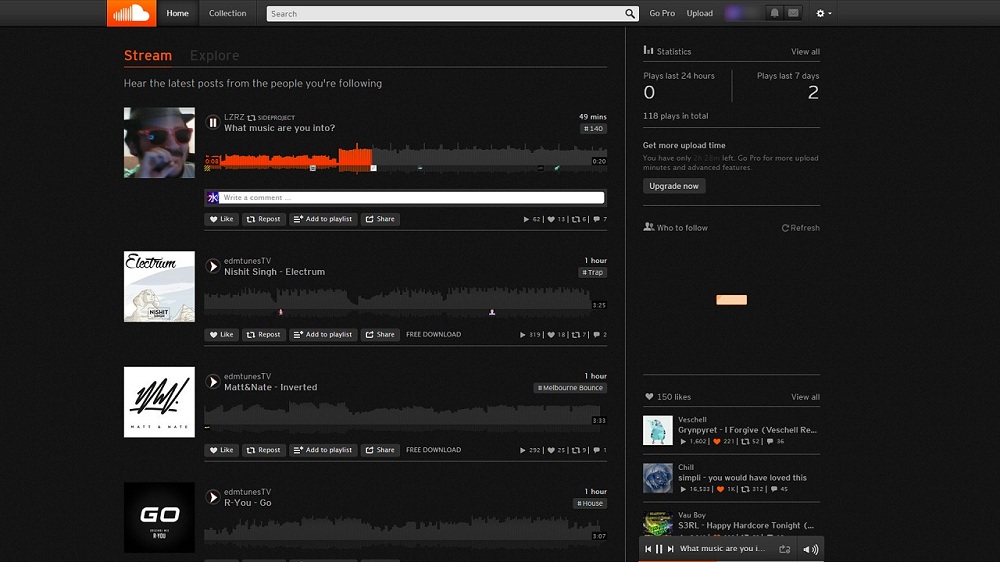 Home
Collection
Search
Go Pro
Upload
Stream
Explore
Hear the latest posts from the people you're following
LZRZ SIDEPROJECT
49 mins
What music are you into?
# 140
0:08
0:20
Write a comment ...
Like
Repost
Add to playlist
Share
62 | 13 | 6 | 7
Electrum
NISHIT
edmtunesTV
1 hour
Nishit Singh - Electrum
# Trap
3:25
Like
Repost
Add to playlist
Share
FREE DOWNLOAD
319 | 18 | 7 | 2
MATT & NATE
edmtunesTV
1 hour
Matt&Nate - Inverted
# Melbourne Bounce
3:33
Like
Repost
Add to playlist
Share
FREE DOWNLOAD
292 | 25 | 9 | 1
GO
ORIGINAL MIX
R-YOU
edmtunesTV
1 hour
R-You - Go
# House
3:07
Statistics
View all
Plays last 24 hours
Plays last 7 days
0
2
118 plays in total
Get more upload time
You have only left. Go Pro for more upload
minutes and advanced features.
Upgrade now
Who to follow
Refresh
150 likes
View all
Veschell
Grynpyret - I Forgive (Veschell Re...
1,602 | 221 | 52 | 36
Chill
simpli - you would have loved this
16,533 | 1K | 312 | 45
Vau Boy
S3RL - Happy Hardcore Tonight (...
What music are you i...